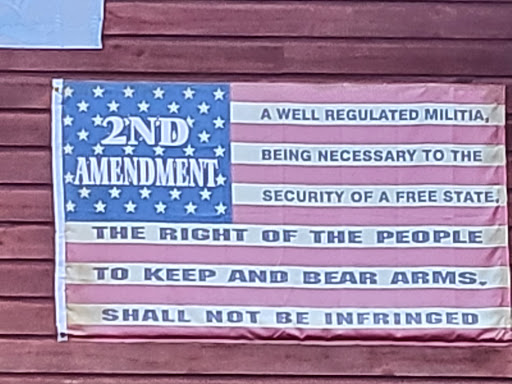 2ND
AMENDMENT
A WELL REGULATED MILITIA,
BEING NECESSARY TO THE
SECURITY OF A FREE STATE,
THE RIGHT OF THE PEOPLE
TO KEEP AND BEAR ARMS,
SHALL NOT BE INFRINGED